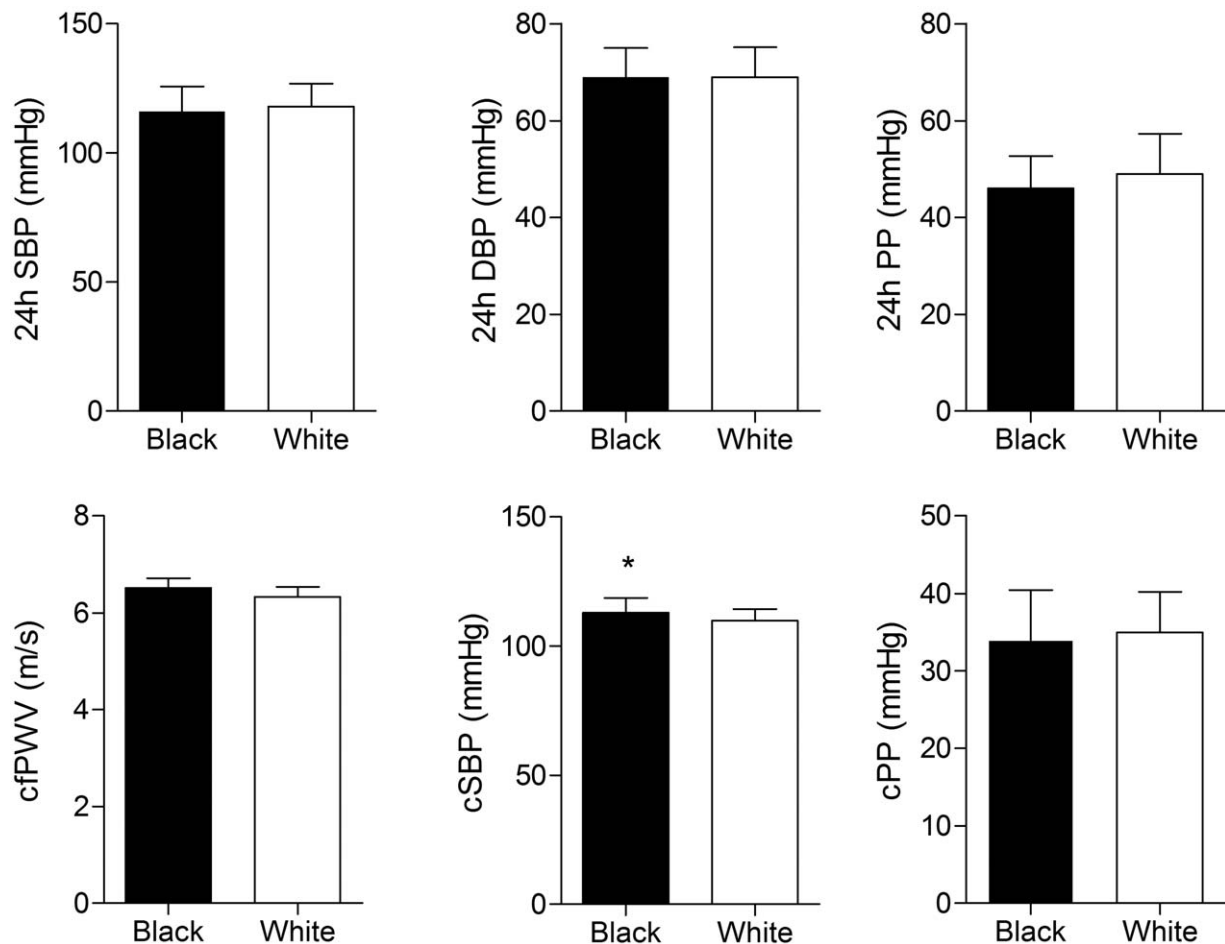 24h SBP (mmHg)
150
100
50
0
Black White
24h DBP (mmHg)
80
60
40
20
0
Black White
24h PP (mmHg)
80
60
40
20
0
Black White
cfPWV (m/s)
8
6
4
2
0
Black White
cSBP (mmHg)
150
100
50
0
*
Black White
cPP (mmHg)
50
40
30
20
10
0
Black White